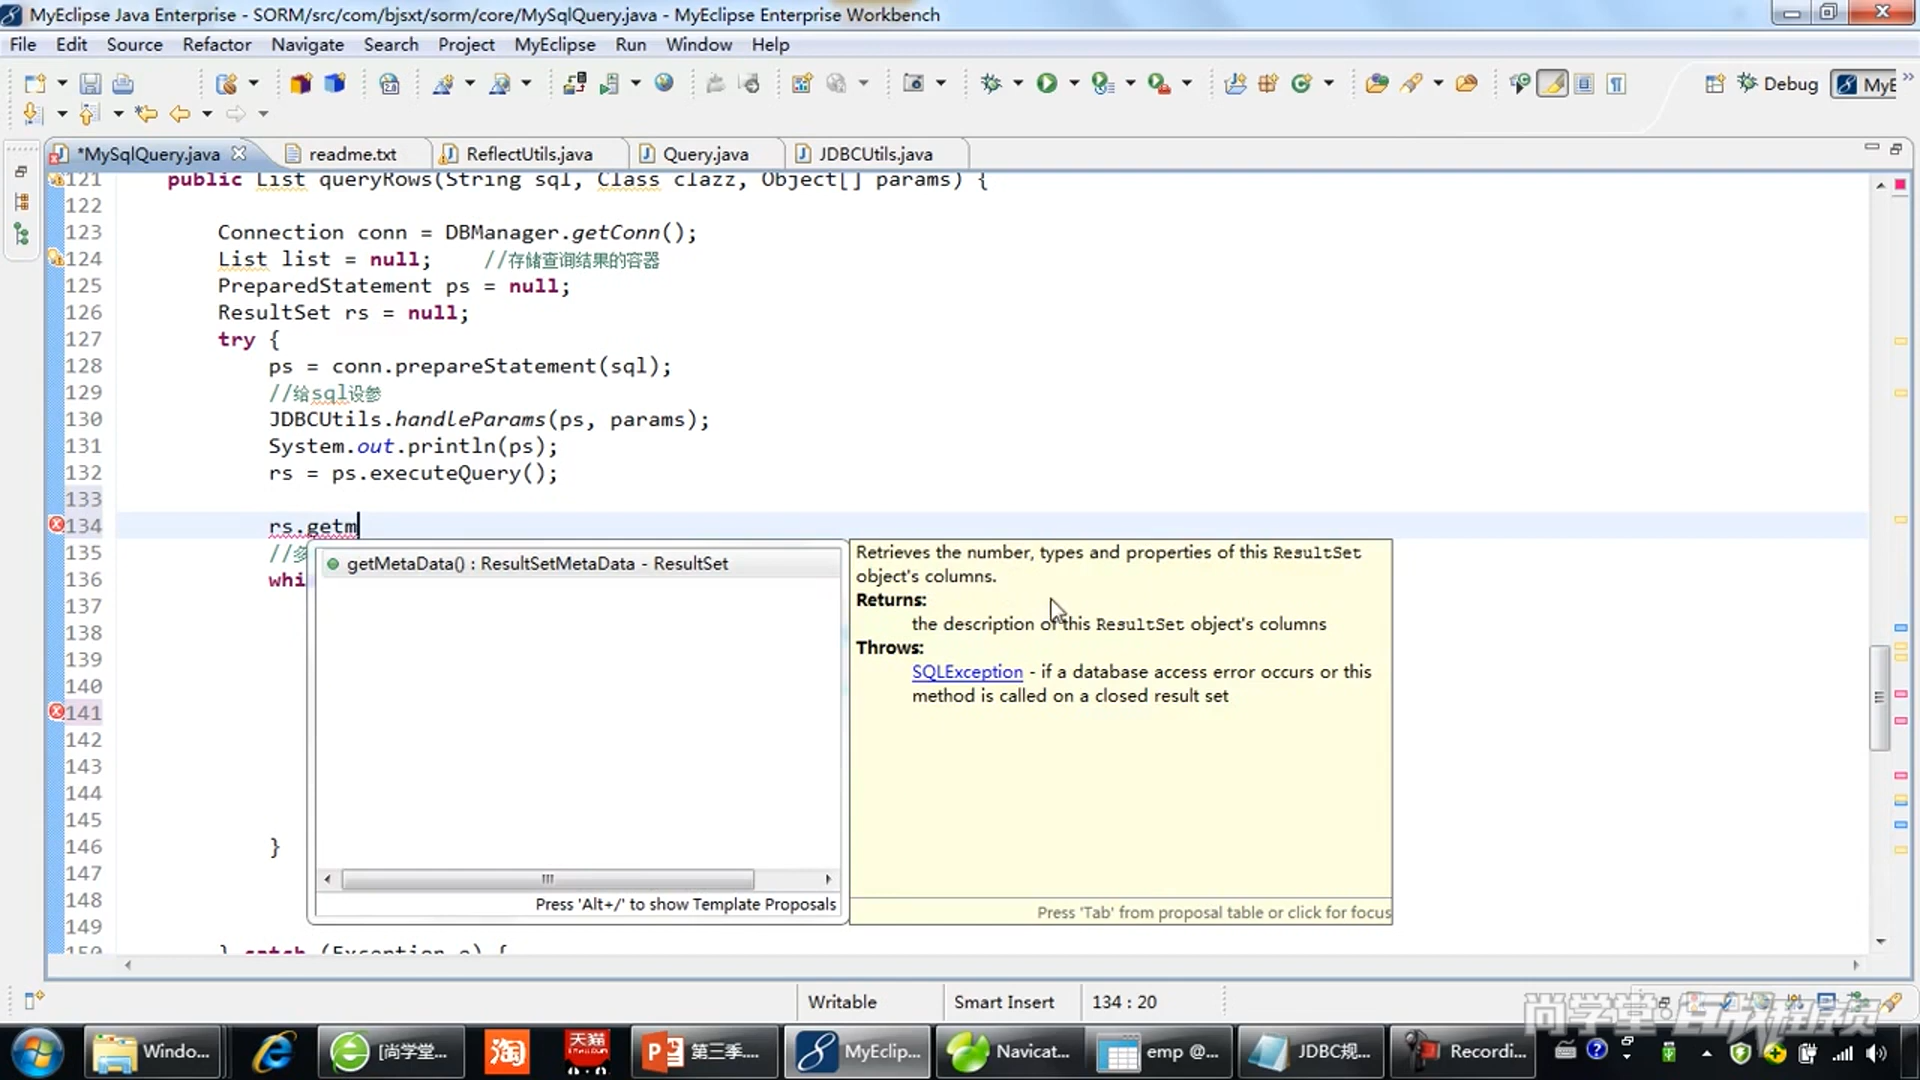 MyEclipse Java Enterprise - SORM/src/com/bjsxt/sorm/core/MySqlQuery.java - MyEclipse Enterprise Workbench
File Edit Source Refactor Navigate Search Project MyEclipse Run Window Help
Debug MyE
*MySqlQuery.java readme.txt ReflectUtils.java Query.java JDBCUtils.java
121 public List queryRows(String sql, Class clazz, Object[] params) {
122
123 Connection conn = DBManager.getConn();
124 List list = null; //存储查询结果的容器
125 PreparedStatement ps = null;
126 ResultSet rs = null;
127 try {
128 ps = conn.prepareStatement(sql);
129 //给sql设参
130 JDBCUtils.handleParams(ps, params);
131 System.out.println(ps);
132 rs = ps.executeQuery();
133
134 rs.getm
135 //多
136 whi
137
138
139
140
141
142
143
144
145
146 }
147
148
149
150 } catch (Exception e) {
getMetaData() : ResultSetMetaData - ResultSet
Press 'Alt+/' to show Template Proposals
Retrieves the number, types and properties of this ResultSet
object's columns.
Returns:
the description of this ResultSet object's columns
Throws:
SQLException - if a database access error occurs or this
method is called on a closed result set
Press 'Tab' from proposal table or click for focus
Writable Smart Insert 134 : 20
Windo... [尚学堂... 淘 天猫 第三季.... MyEclip... Navicat... emp @... JDBC规... Recordi...